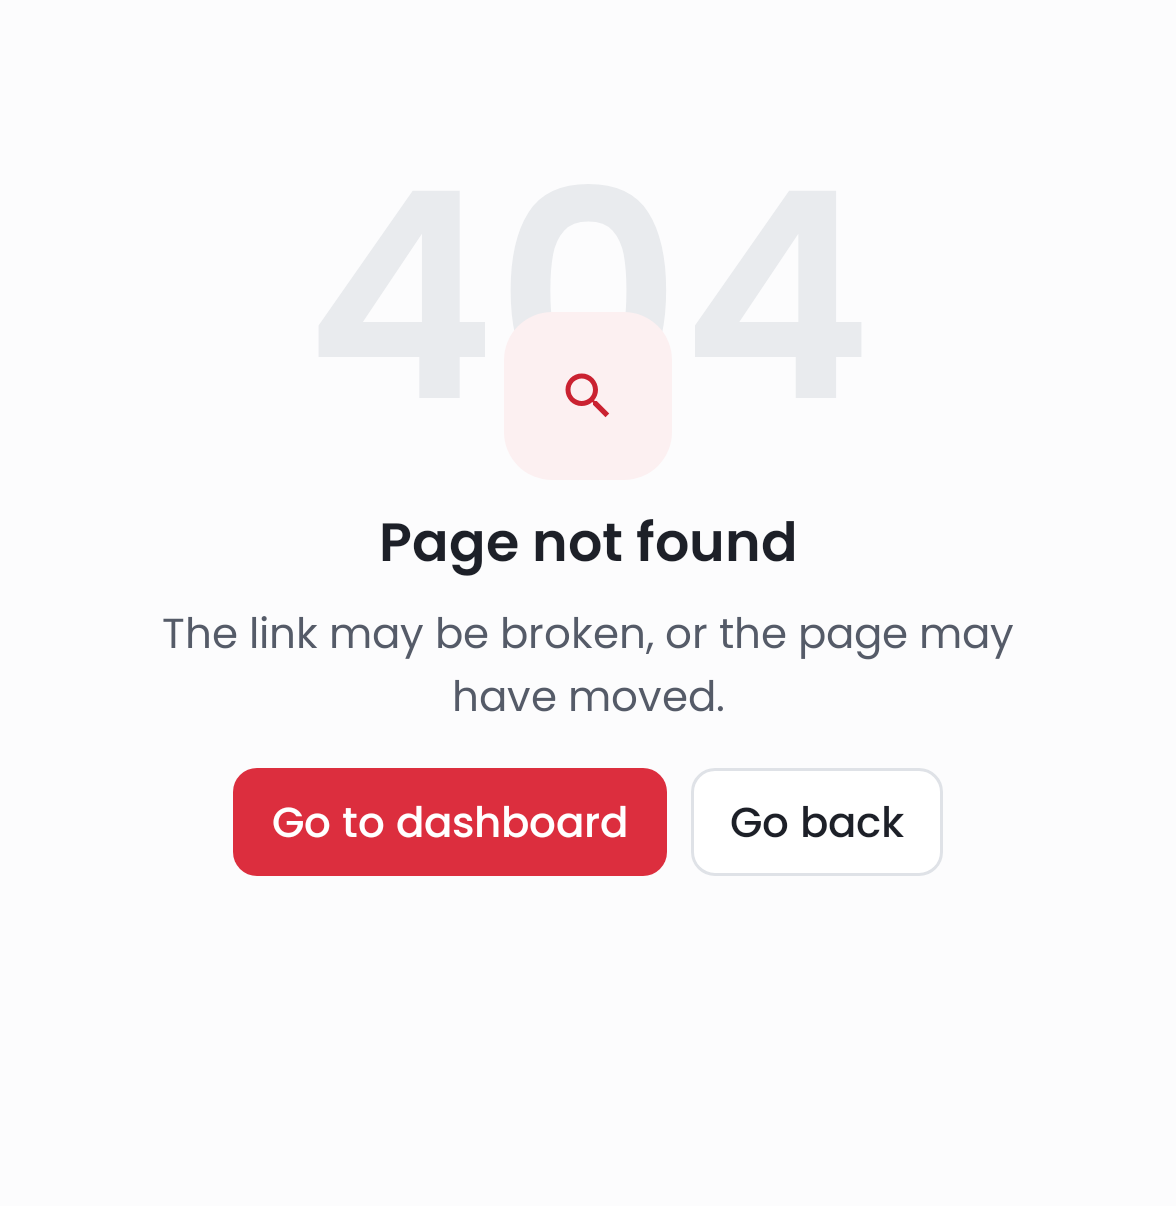 404
Page not found
The link may be broken, or the page may
have moved.
Go to dashboard
Go back